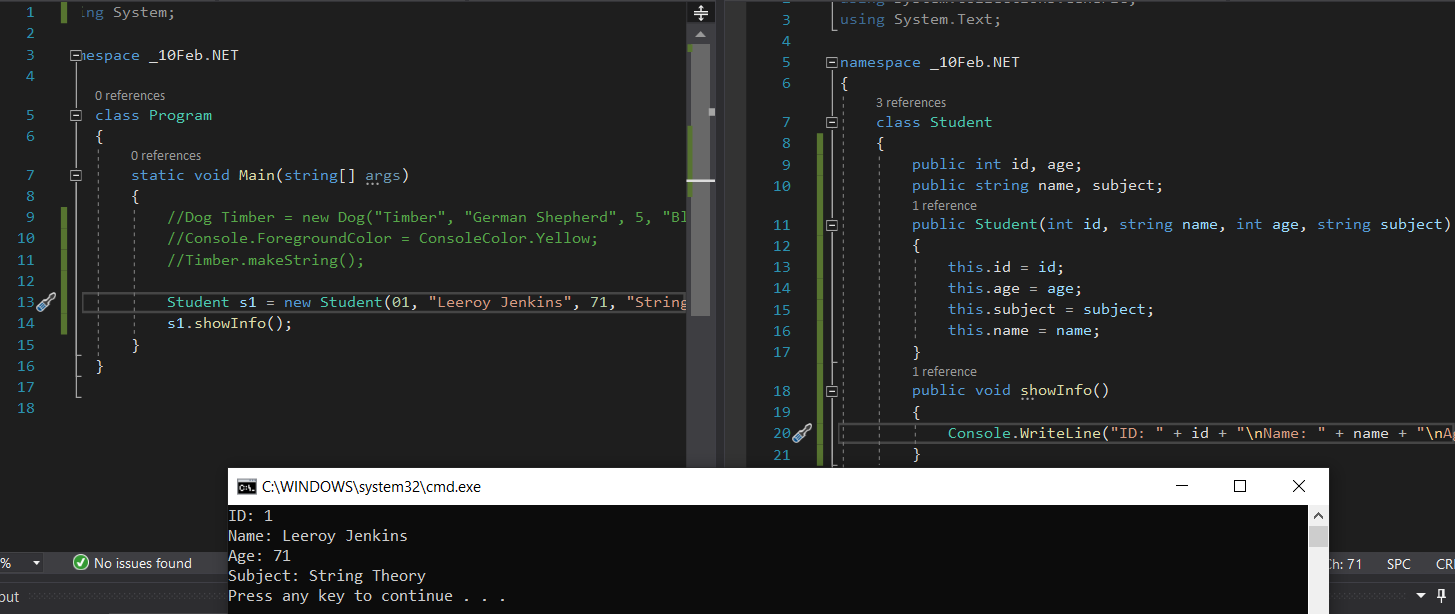 1 ing System;
2
3 mespace _10Feb.NET
4
0 references
5 class Program
6 {
0 references
7 static void Main(string[] args)
8 {
9 //Dog Timber = new Dog("Timber", "German Shepherd", 5, "Bl
10 //Console.ForegroundColor = ConsoleColor.Yellow;
11 //Timber.makeString();
12
13 Student s1 = new Student(01, "Leeroy Jenkins", 71, "String
14 s1.showInfo();
15 }
16 }
17
18
3 using System.Text;
4
5 namespace _10Feb.NET
6 {
3 references
7 class Student
8 {
9 public int id, age;
10 public string name, subject;
1 reference
11 public Student(int id, string name, int age, string subject)
12 {
13 this.id = id;
14 this.age = age;
15 this.subject = subject;
16 this.name = name;
17 }
1 reference
18 public void showInfo()
19 {
20 Console.WriteLine("ID: " + id + "\nName: " + name + "\nA
21 }
C:\WINDOWS\system32\cmd.exe
ID: 1
Name: Leeroy Jenkins
Age: 71
Subject: String Theory
Press any key to continue . . .
% No issues found
Ch: 71 SPC CR
put